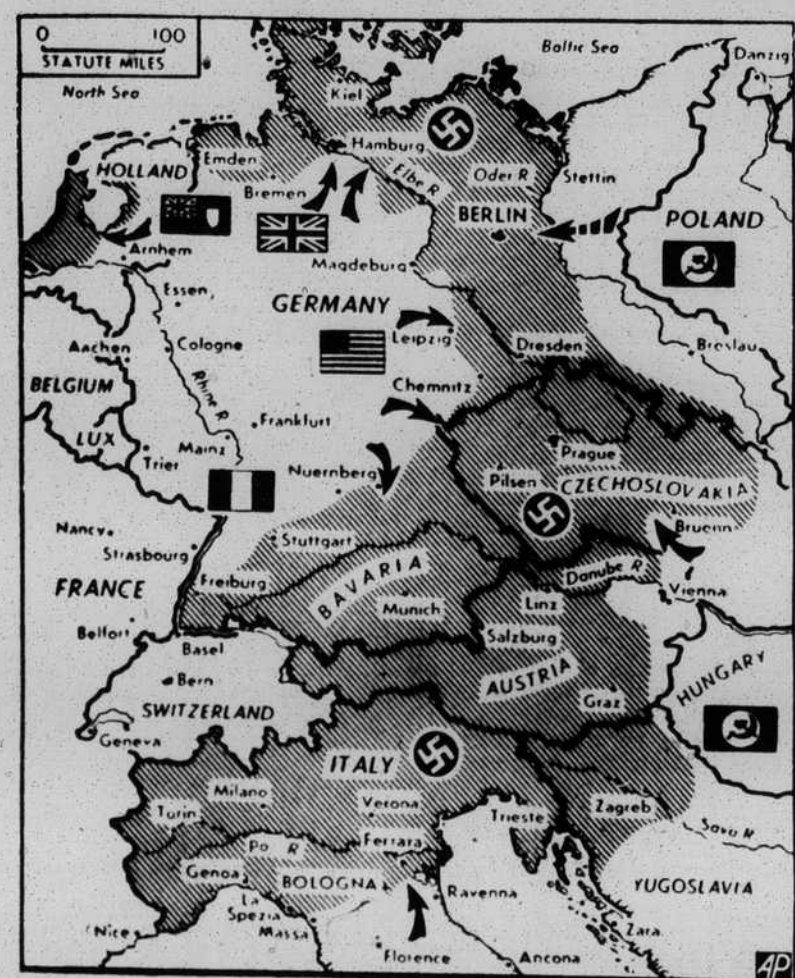 0 100
STATUTE MILES
North Sea
Baltic Sea
Danzig
Kiel
HOLLAND
Emden
Hamburg
Bremen
Elbe R
Oder R
Stettin
BERLIN
POLAND
Arnhem
Magdeburg
Essen
GERMANY
Aachen
Cologne
Leipzig
Dresden
Breslau
BELGIUM
Rhine R
Chemnitz
LUX
Frankfurt
Mainz
Trier
Prague
Pilsen
CZECHOSLOVAKIA
Nuernberg
Bruenn
Nancy
Strasbourg
Stuttgart
FRANCE
Freiburg
BAVARIA
Danube R
Vienna
Munich
Linz
Belfort
Basel
Salzburg
Bern
AUSTRIA
HUNGARY
SWITZERLAND
Graz
Geneva
ITALY
Milano
Turin
Verona
Trieste
Zagreb
Po R
Ferrara
Savu R
Genoa
BOLOGNA
La
Spezia
Ravenna
YUGOSLAVIA
Nice
Massa
Zara
Florence
Ancona
AP